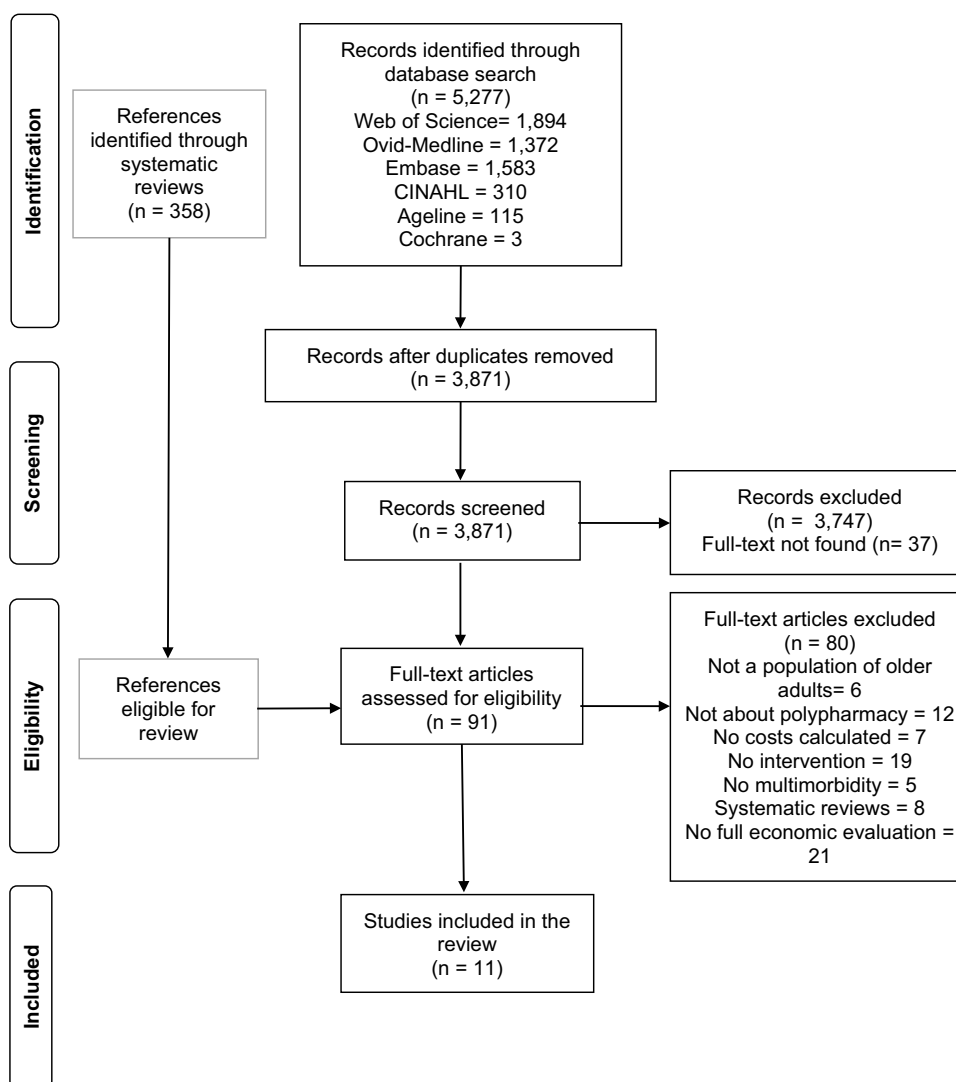 Identification
References
identified through
systematic
reviews
(n = 358)
Records identified through
database search
(n = 5,277)
Web of Science= 1,894
Ovid-Medline = 1,372
Embase = 1,583
CINAHL = 310
Ageline = 115
Cochrane = 3
Records after duplicates removed
(n = 3,871)
Screening
Records screened
(n = 3,871)
Records excluded
(n = 3,747)
Full-text not found (n= 37)
Eligibility
References
eligible for
review
Full-text articles
assessed for eligibility
(n = 91)
Full-text articles excluded
(n = 80)
Not a population of older
adults= 6
Not about polypharmacy = 12
No costs calculated = 7
No intervention = 19
No multimorbidity = 5
Systematic reviews = 8
No full economic evaluation =
21
Included
Studies included in the
review
(n = 11)